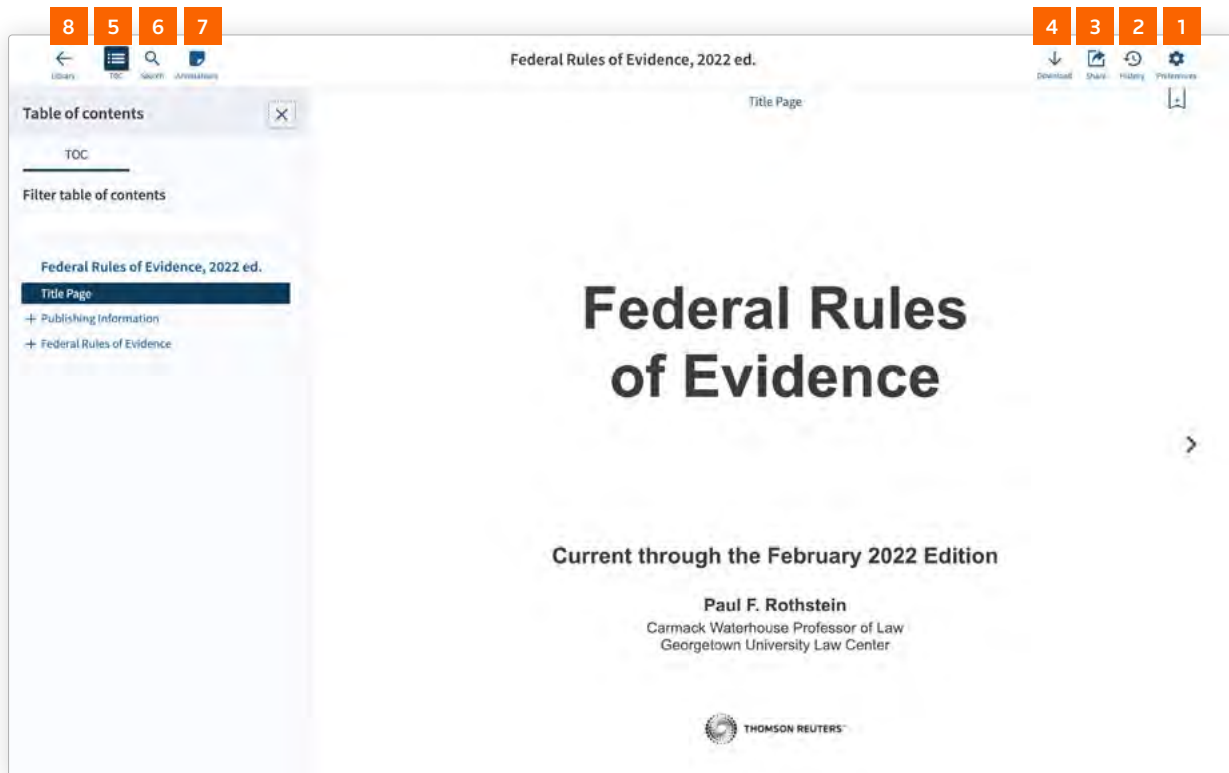 8 5 6 7 4 3 2 1
Library TOC Search Annotations Federal Rules of Evidence, 2022 ed. Download Share History Preferences
Table of contents
Title Page
TOC
Filter table of contents
Federal Rules of Evidence, 2022 ed.
Title Page
+ Publishing Information
+ Federal Rules of Evidence
Federal Rules
of Evidence
Current through the February 2022 Edition
Paul F. Rothstein
Carmack Waterhouse Professor of Law
Georgetown University Law Center
THOMSON REUTERS™